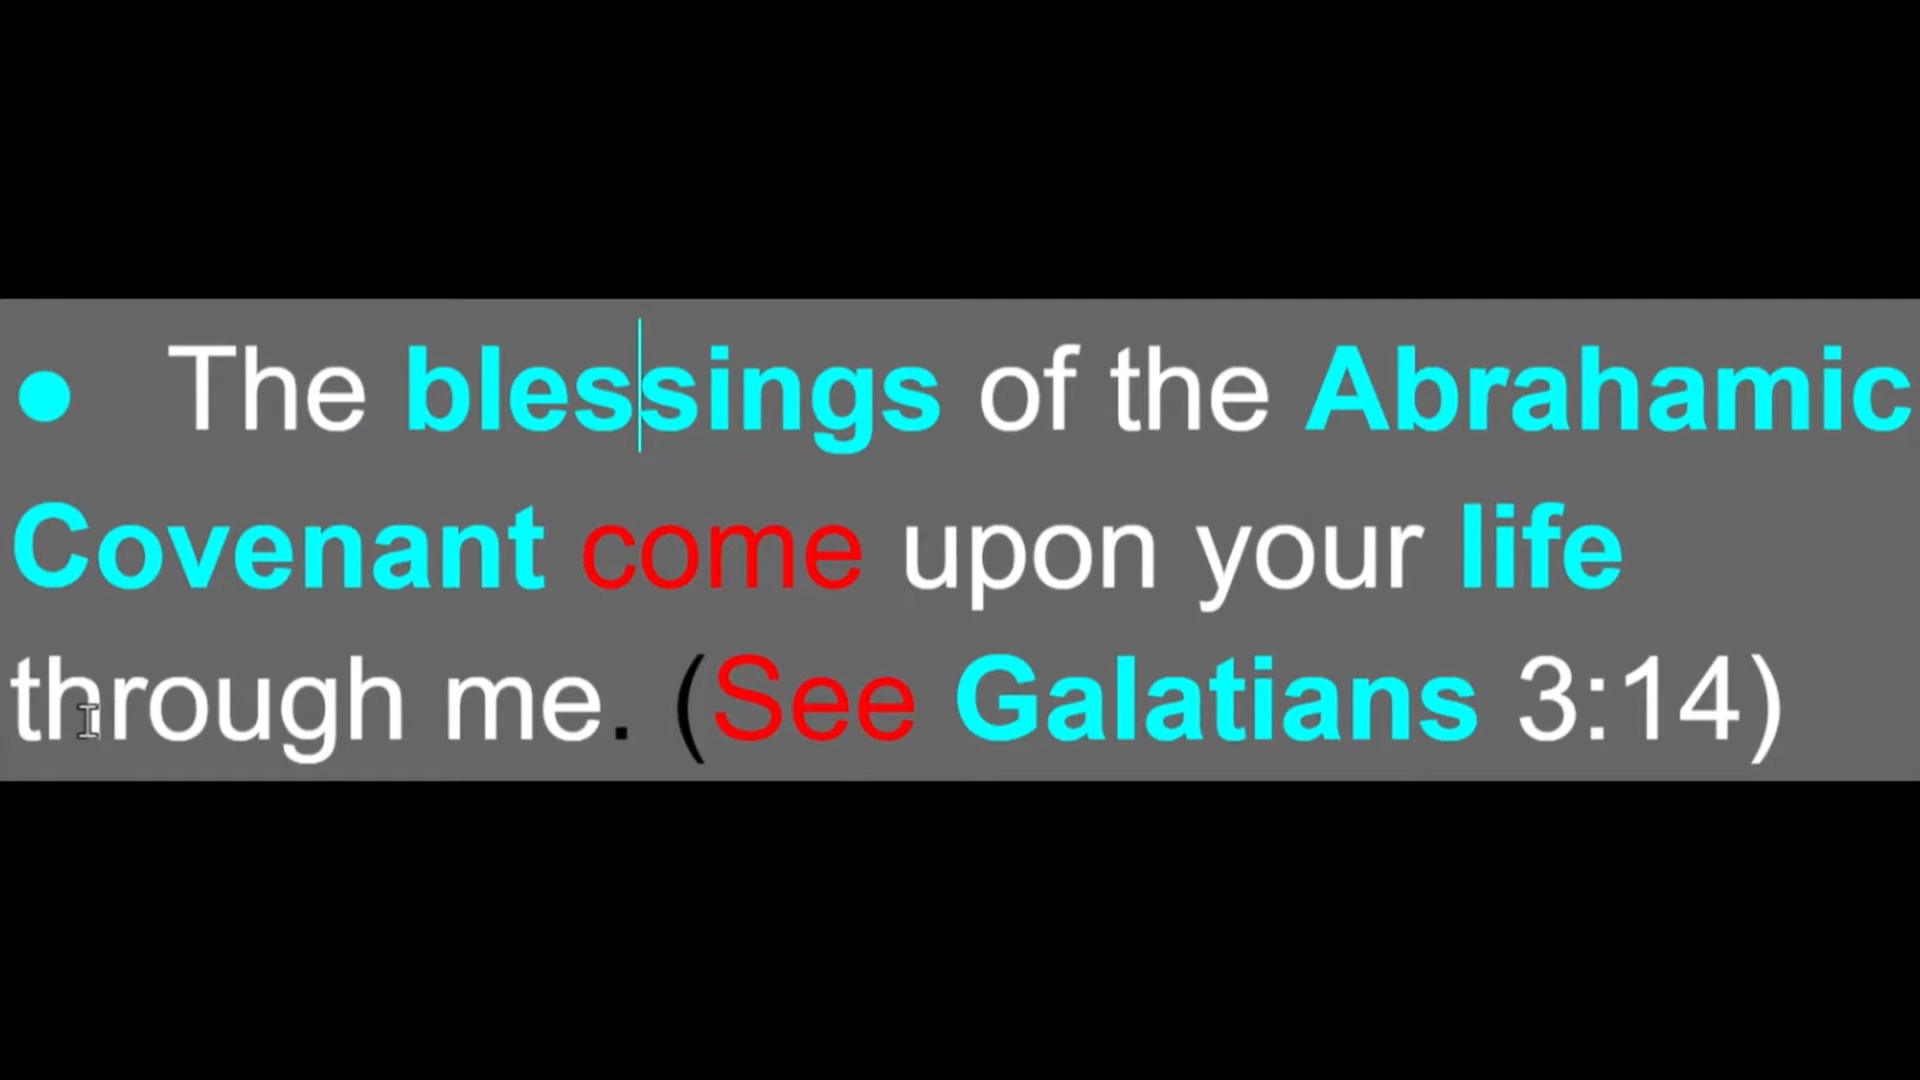 ● The blessings of the Abrahamic
Covenant come upon your life
through me. (See Galatians 3:14)